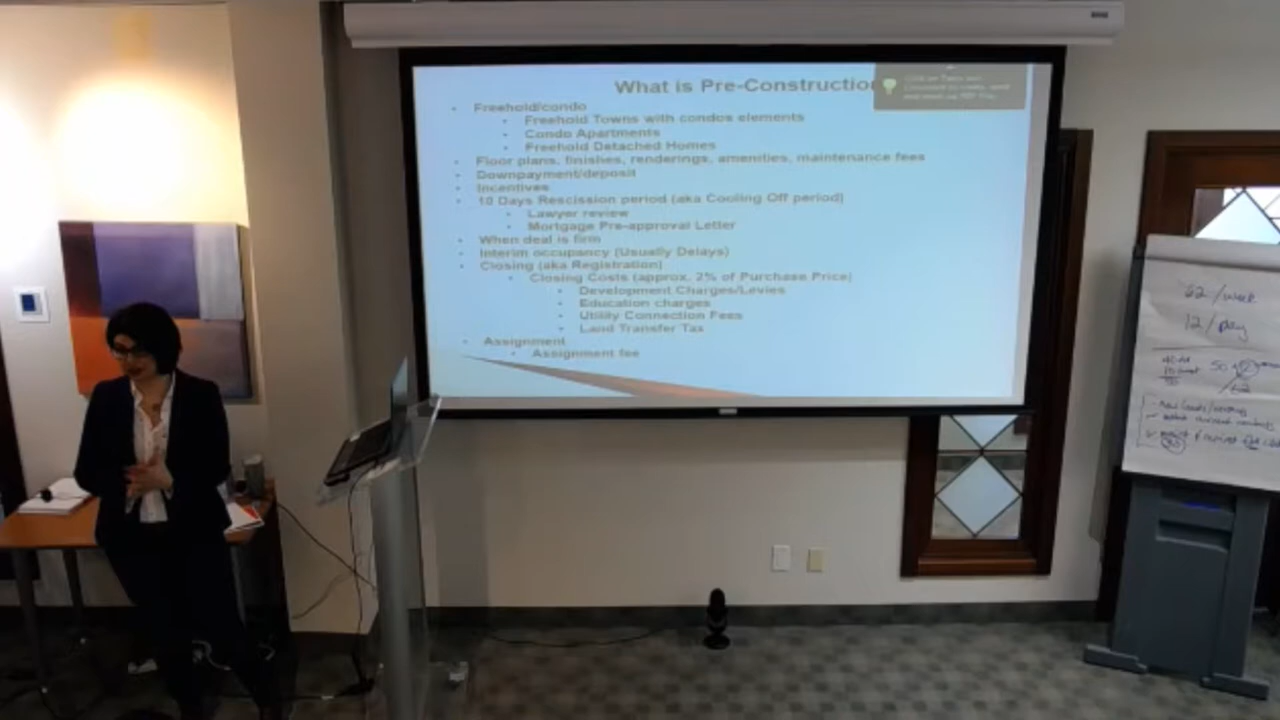 What is Pre-Construction
Freehold/condo
Freehold Towns with condos elements
Condo Apartments
Freehold Detached Homes
Floor plans, finishes, renderings, amenities, maintenance fees
Downpayment/deposit
Incentives
10 Days Rescission period (aka Cooling Off period)
Lawyer review
Mortgage Pre-approval Letter
When deal is firm
Interim occupancy (Usually Delays)
Closing (aka Registration)
Closing Costs (approx. 2% of Purchase Price)
Development Charges/Levies
Education charges
Utility Connection Fees
Land Transfer Tax
Assignment
Assignment fee
/week
12/Day
50